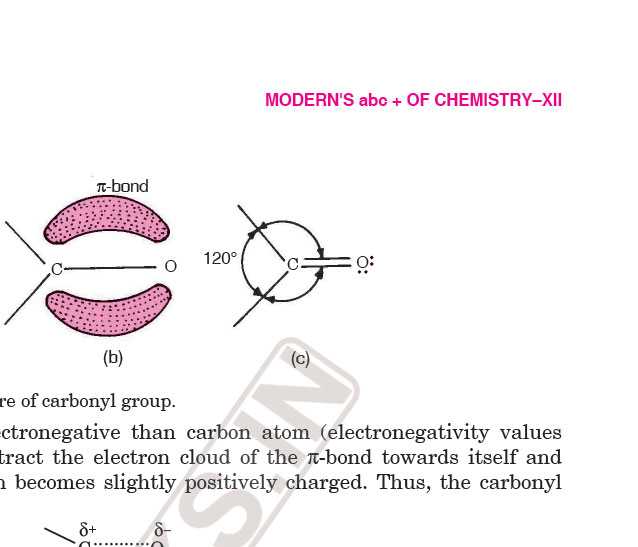 MODERN'S abc + OF CHEMISTRY–XII
π-bond
120°
C
O
C
O
(b)
(c)
re of carbonyl group.
ctronegative than carbon atom (electronegativity values
tract the electron cloud of the π-bond towards itself and
n becomes slightly positively charged. Thus, the carbonyl
δ+ δ–
C O
S.IN